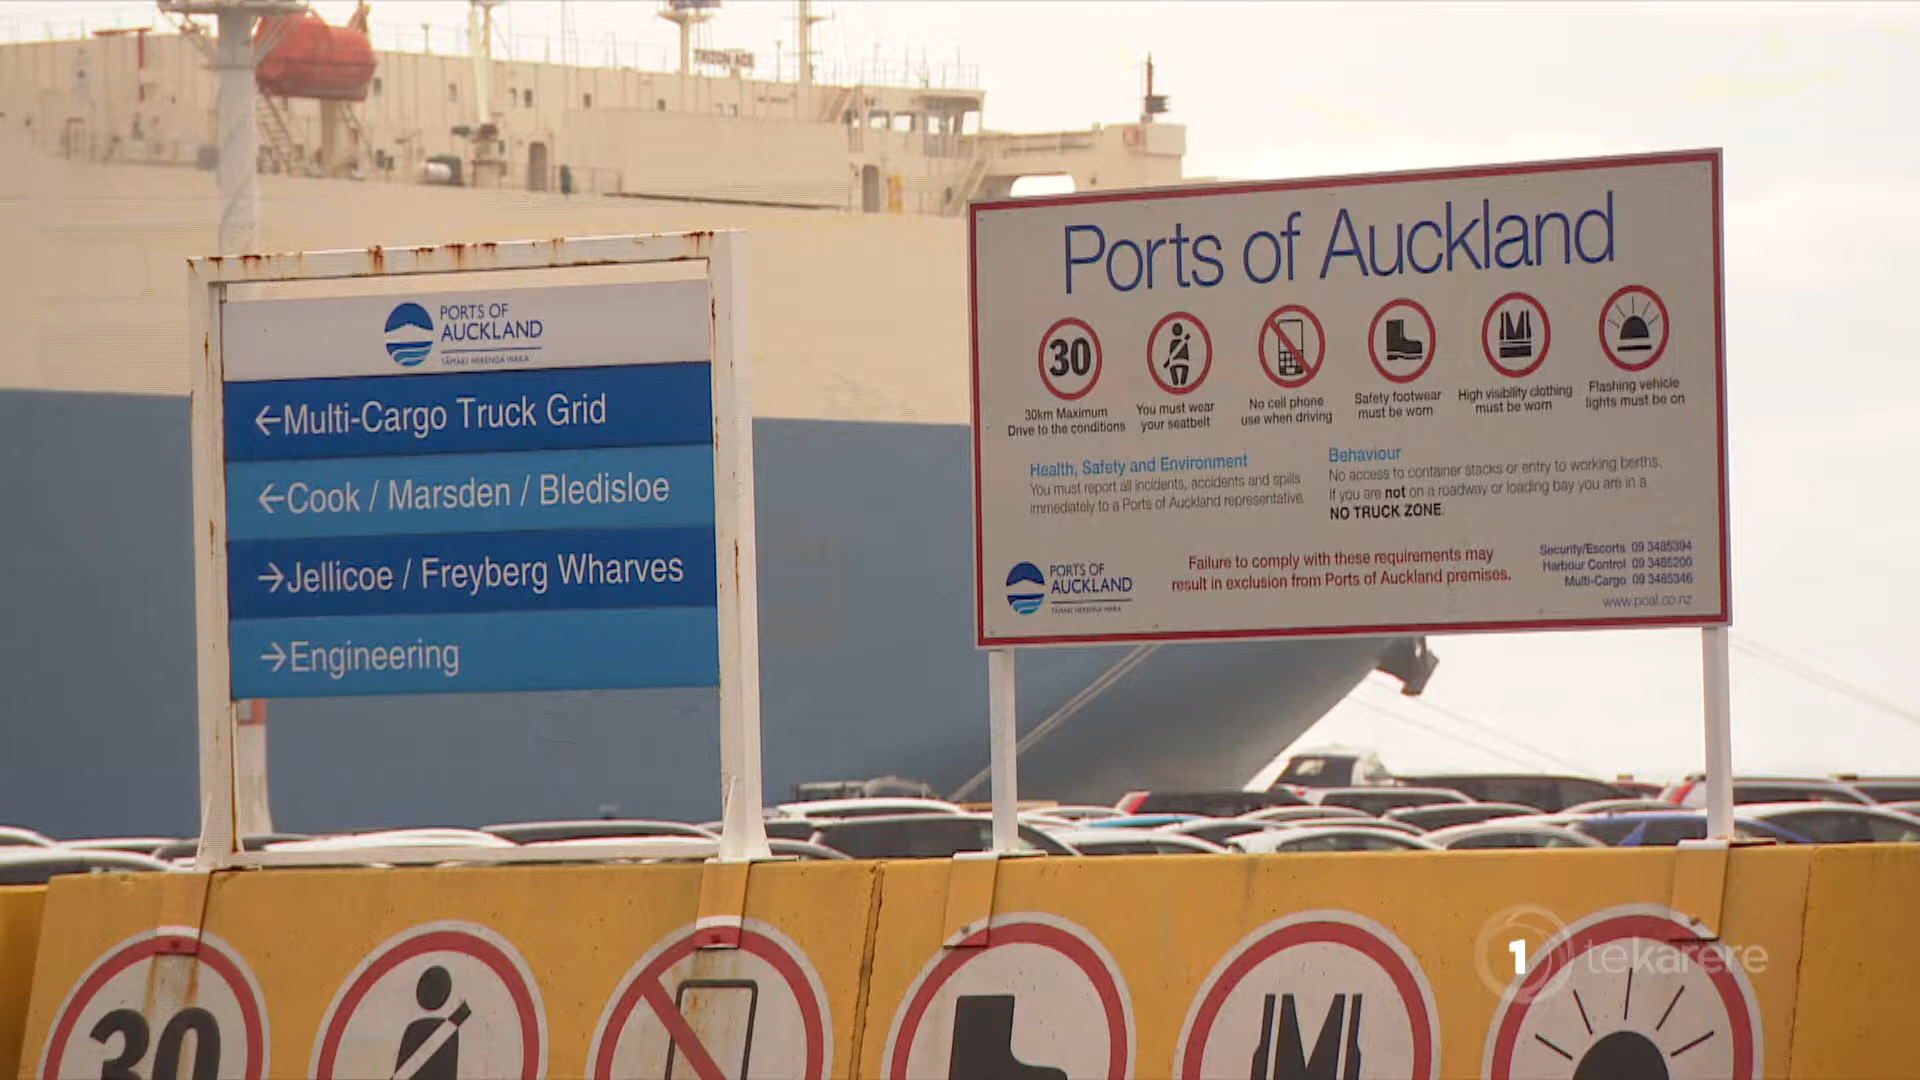 PORTS OF
AUCKLAND
TĀMAKI HERENGA WAKA
←Multi-Cargo Truck Grid
←Cook / Marsden / Bledisloe
→Jellicoe / Freyberg Wharves
→Engineering
Ports of Auckland
30
30km Maximum
Drive to the conditions
You must wear
your seatbelt
No cell phone
use when driving
Safety footwear
must be worn
High visibility clothing
must be worn
Flashing vehicle
lights must be on
Health, Safety and Environment
You must report all incidents, accidents and spills
immediately to a Ports of Auckland representative.
Behaviour
No access to container stacks or entry to working berths.
If you are not on a roadway or loading bay you are in a
NO TRUCK ZONE.
PORTS OF
AUCKLAND
TĀMAKI HERENGA WAKA
Failure to comply with these requirements may
result in exclusion from Ports of Auckland premises.
Security/Escorts 09 3485394
Harbour Control 09 3485200
Multi-Cargo 09 3485346
www.poal.co.nz
30
1 tekarere